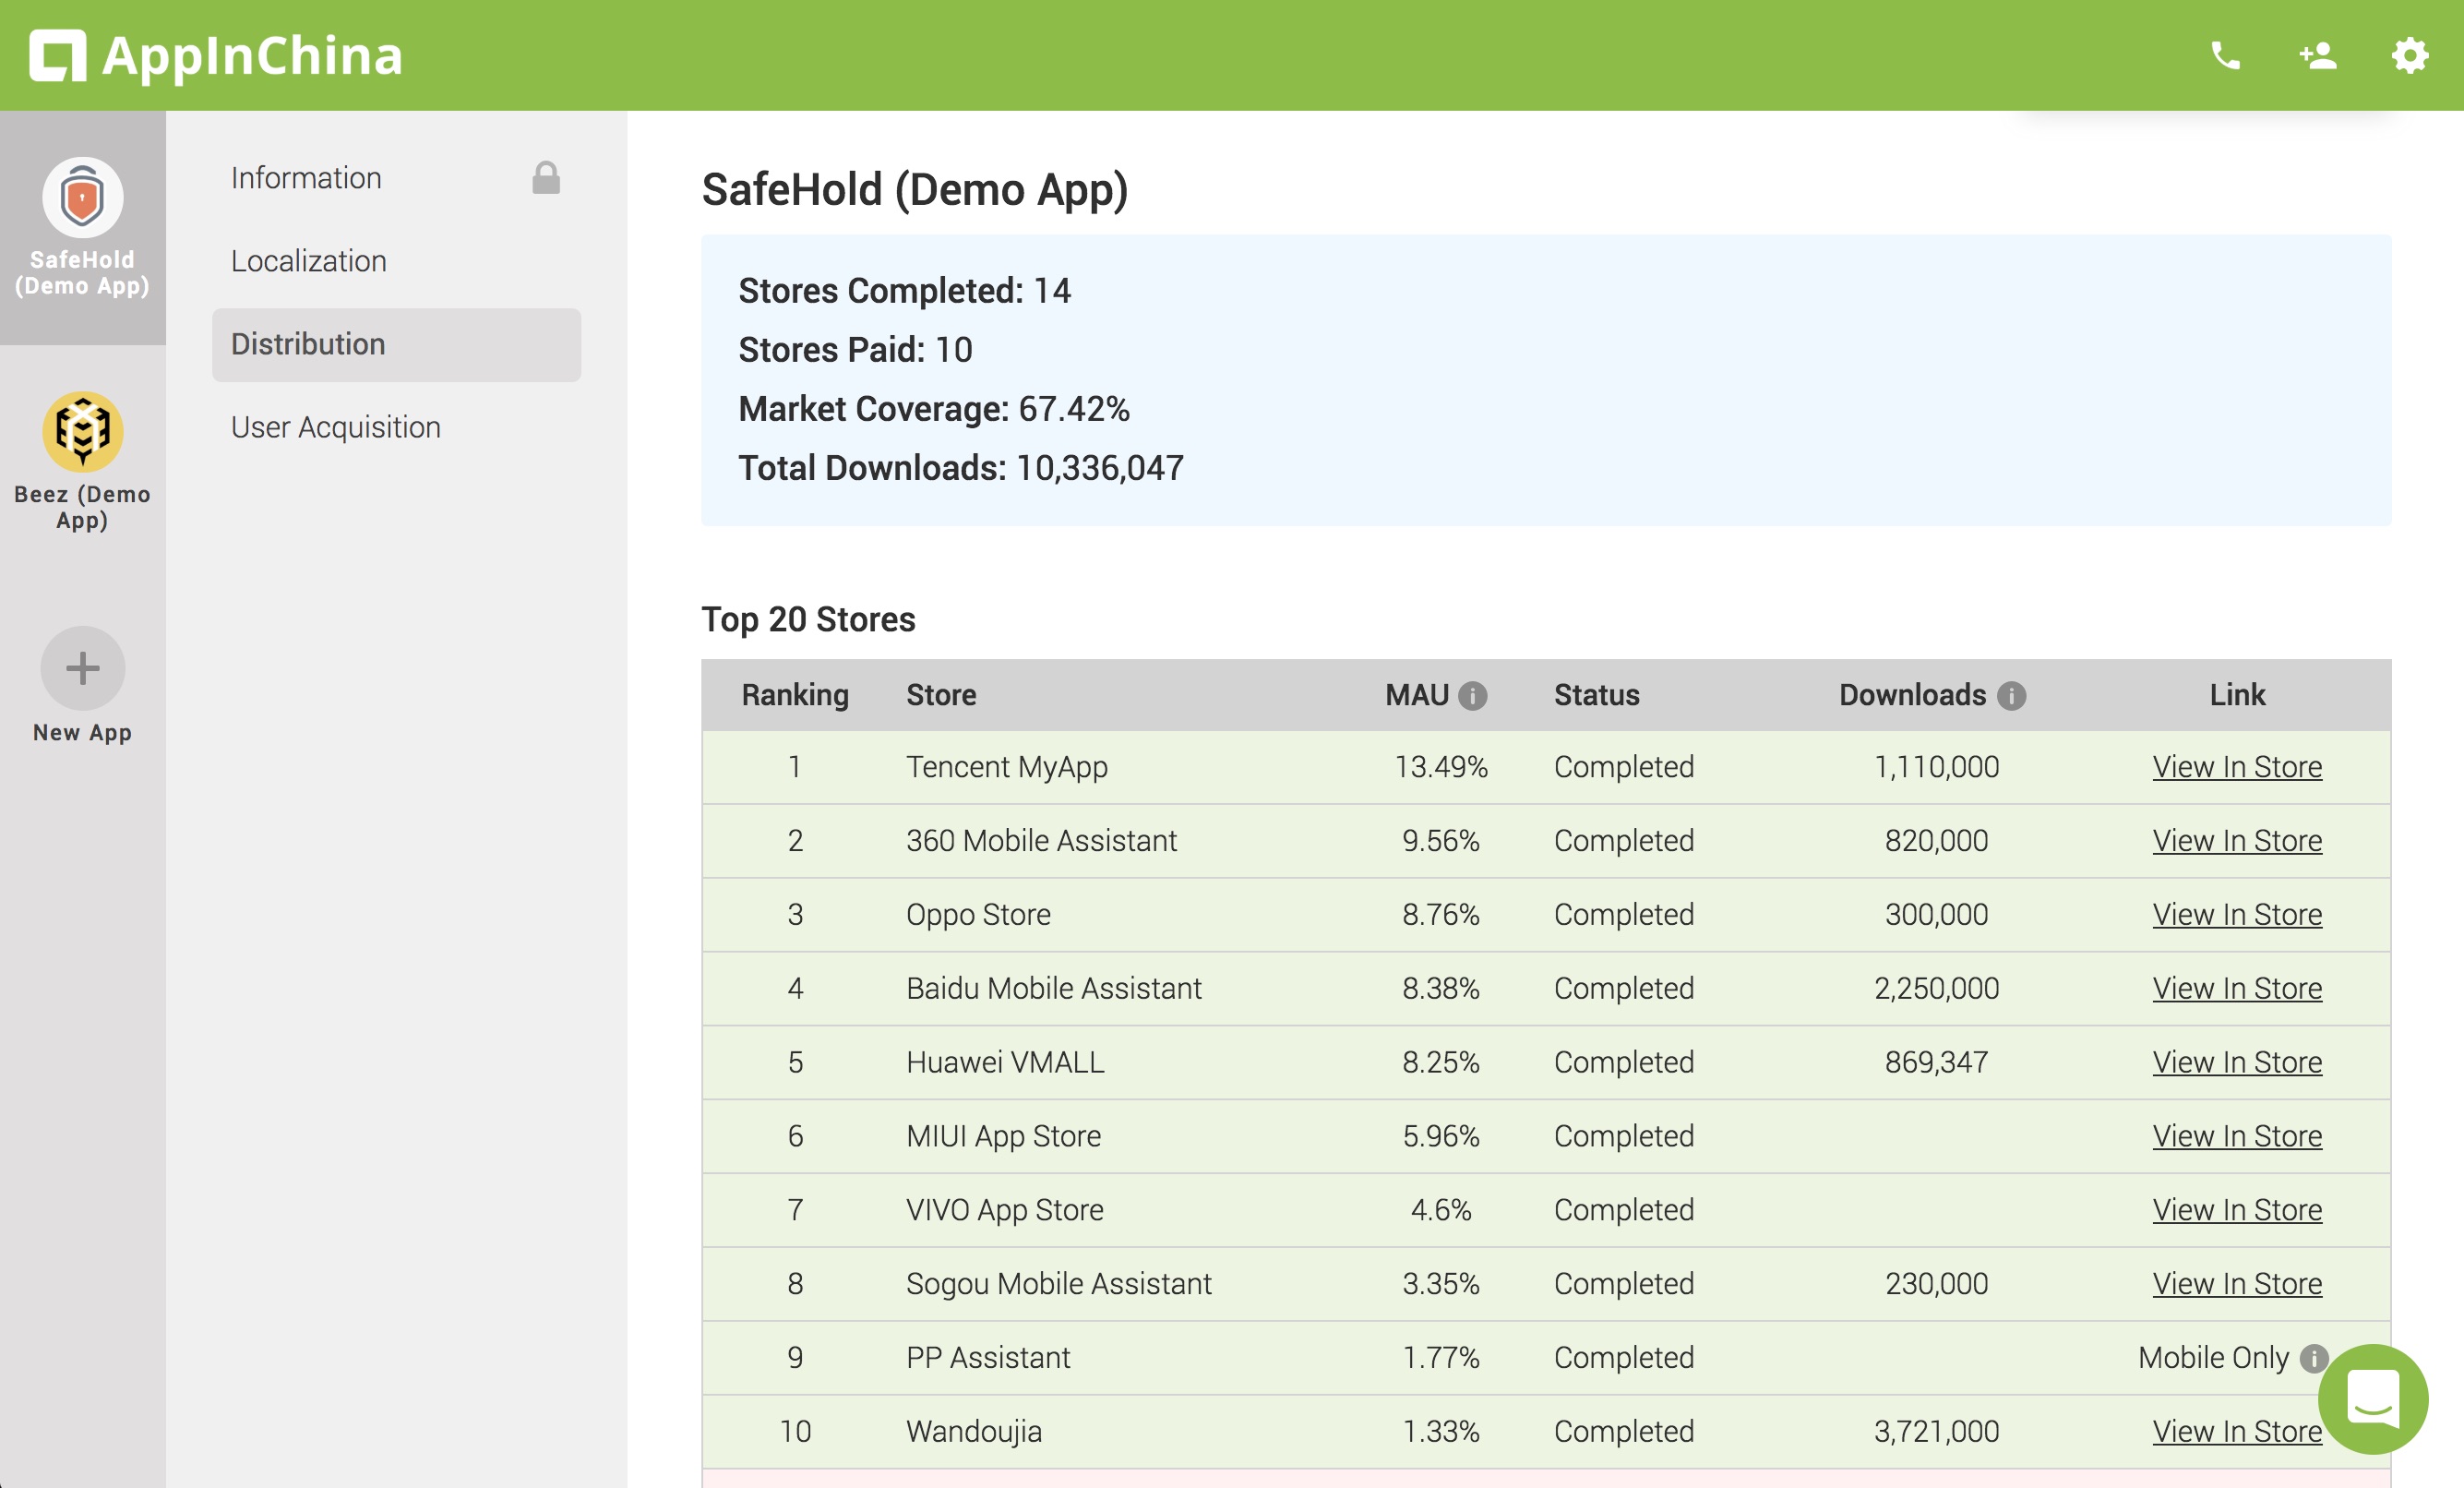 AppInChina
SafeHold
(Demo App)
Beez (Demo
App)
New App
Information
Localization
Distribution
User Acquisition
SafeHold (Demo App)
Stores Completed: 14
Stores Paid: 10
Market Coverage: 67.42%
Total Downloads: 10,336,047
Top 20 Stores
Ranking Store MAU Status Downloads Link
1 Tencent MyApp 13.49% Completed 1,110,000 View In Store
2 360 Mobile Assistant 9.56% Completed 820,000 View In Store
3 Oppo Store 8.76% Completed 300,000 View In Store
4 Baidu Mobile Assistant 8.38% Completed 2,250,000 View In Store
5 Huawei VMALL 8.25% Completed 869,347 View In Store
6 MIUI App Store 5.96% Completed View In Store
7 VIVO App Store 4.6% Completed View In Store
8 Sogou Mobile Assistant 3.35% Completed 230,000 View In Store
9 PP Assistant 1.77% Completed Mobile Only
10 Wandoujia 1.33% Completed 3,721,000 View In Store